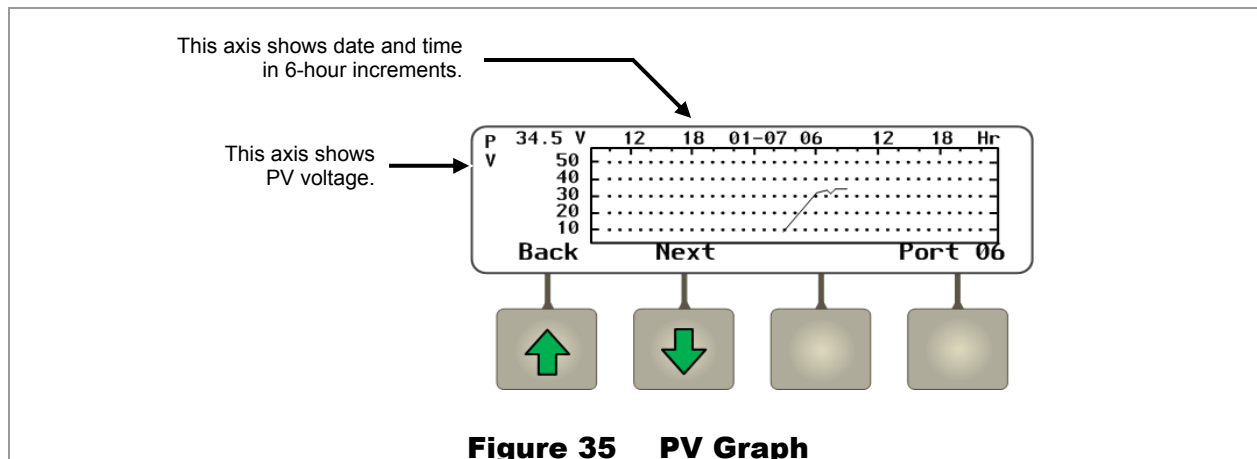 This axis shows date and time
in 6-hour increments.
This axis shows
PV voltage.
P 34.5 V 12 18 01-07 06 12 18 Hr
V
50
40
30
20
10
Back Next Port 06
Figure 35 PV Graph